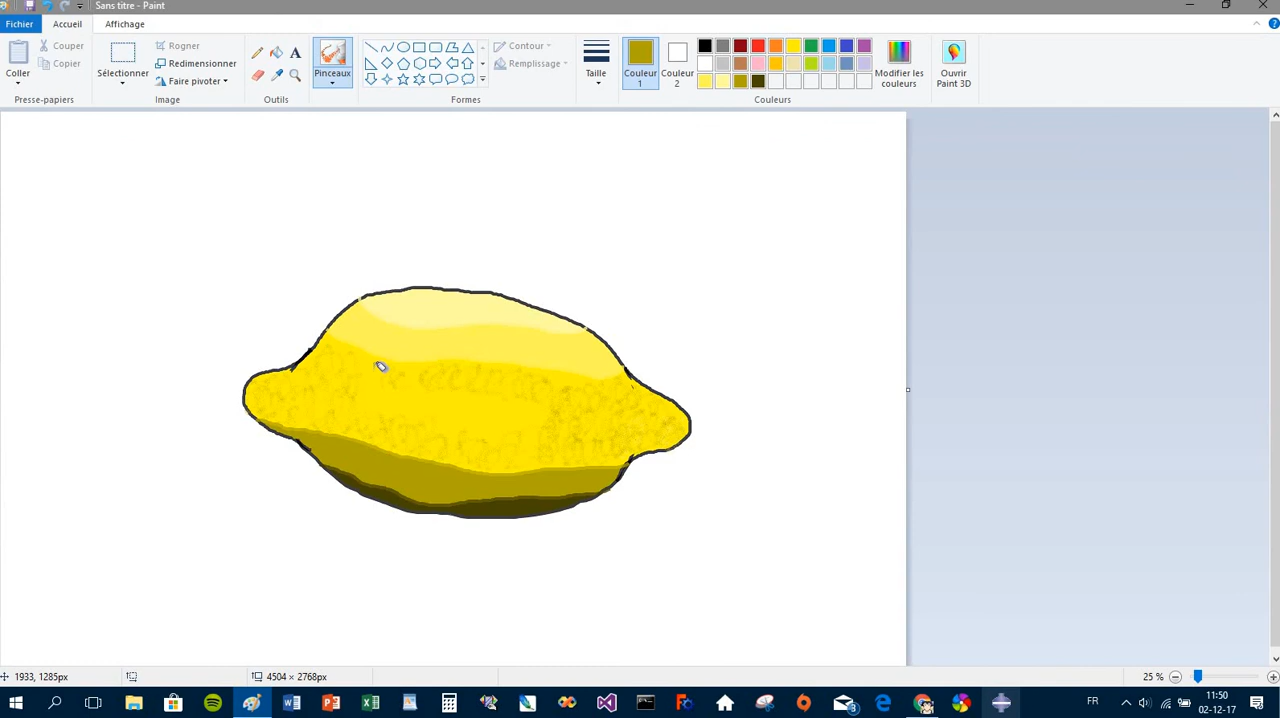 Sans titre - Paint
Fichier Accueil Affichage
Coller
Couper
Copier
Presse-papiers
Sélectionner
Rogner
Redimensionner
Faire pivoter
Image
A
Outils
Pinceaux
Formes
Contour
Remplissage
Taille
Couleur 1
Couleur 2
Couleurs
Modifier les couleurs
Ouvrir Paint 3D
1933, 1285px
4504 × 2768px
25 %
FR
11:50
02-12-17